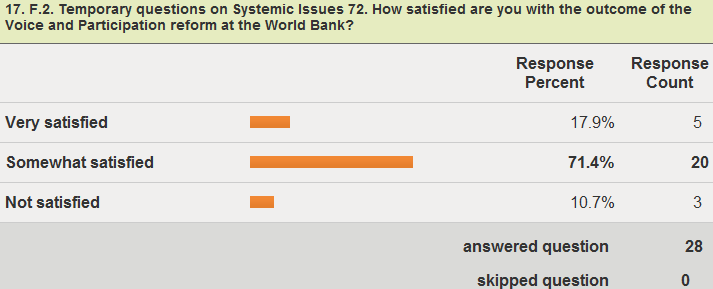 17. F.2. Temporary questions on Systemic Issues 72. How satisfied are you with the outcome of the
Voice and Participation reform at the World Bank?
Response Percent Response Count
Very satisfied 17.9% 5
Somewhat satisfied 71.4% 20
Not satisfied 10.7% 3
answered question 28
skipped question 0